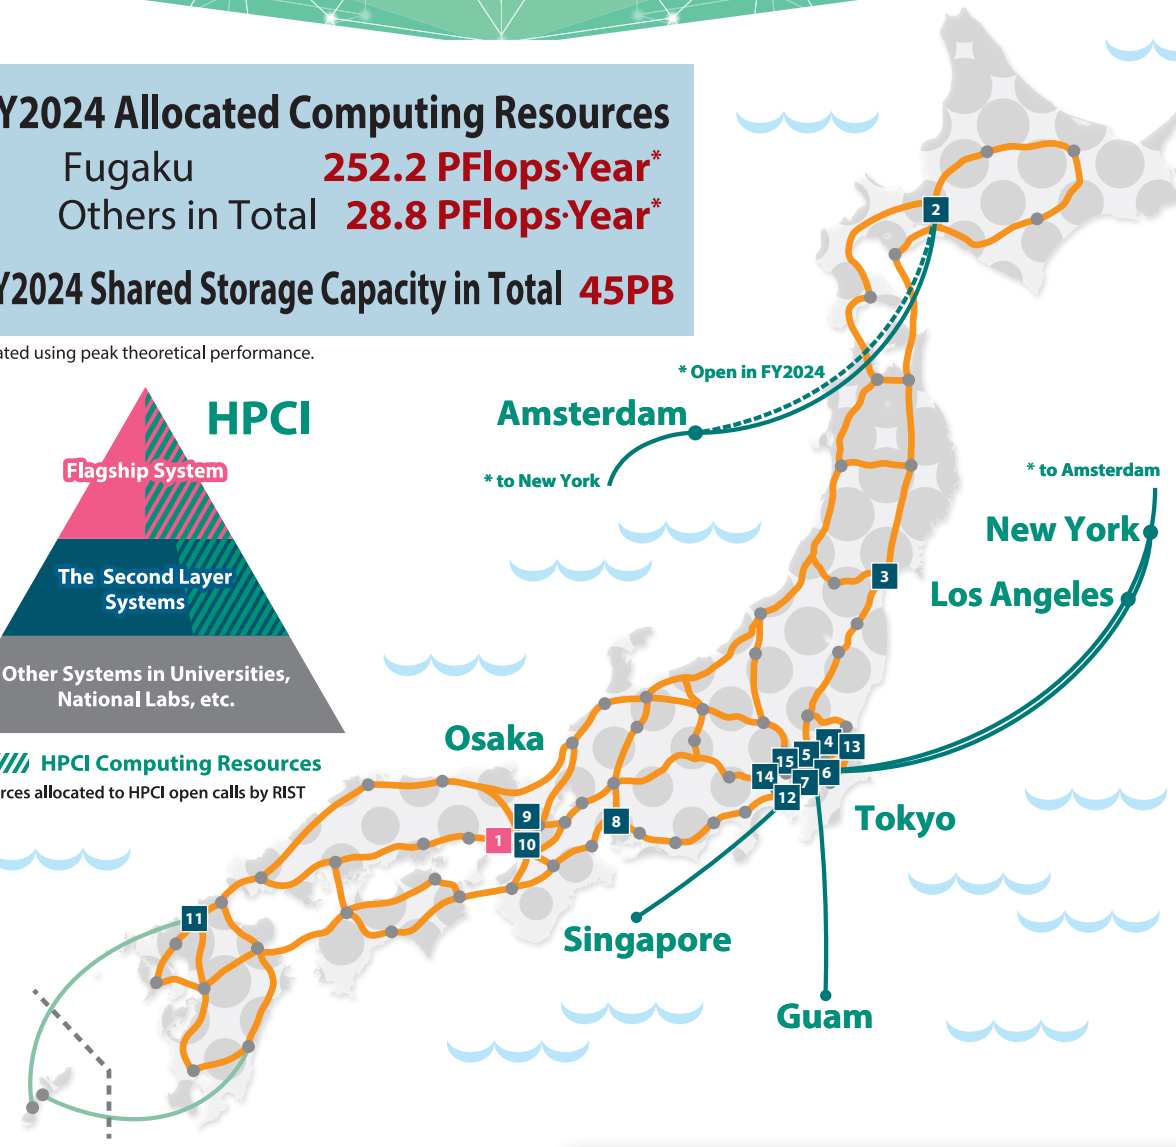 Y2024 Allocated Computing Resources
Fugaku 252.2 PFlops·Year*
Others in Total 28.8 PFlops·Year*
Y2024 Shared Storage Capacity in Total 45PB
ated using peak theoretical performance.
HPCI
Flagship System
The Second Layer
Systems
Other Systems in Universities,
National Labs, etc.
HPCI Computing Resources
rces allocated to HPCI open calls by RIST
2
* Open in FY2024
Amsterdam
* to New York
* to Amsterdam
New York
Los Angeles
3
Osaka
4
13
5
15
6
14
7
12
Tokyo
9
8
1
10
11
Singapore
Guam